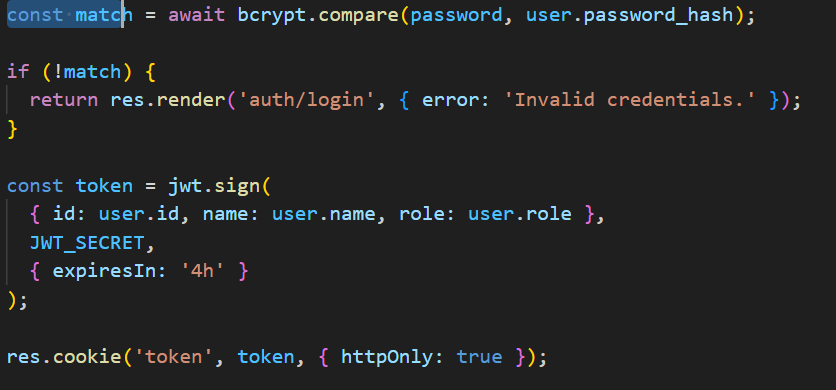 const match = await bcrypt.compare(password, user.password_hash);
if (!match) {
return res.render('auth/login', { error: 'Invalid credentials.' });
}
const token = jwt.sign(
{ id: user.id, name: user.name, role: user.role },
JWT_SECRET,
{ expiresIn: '4h' }
);
res.cookie('token', token, { httpOnly: true });